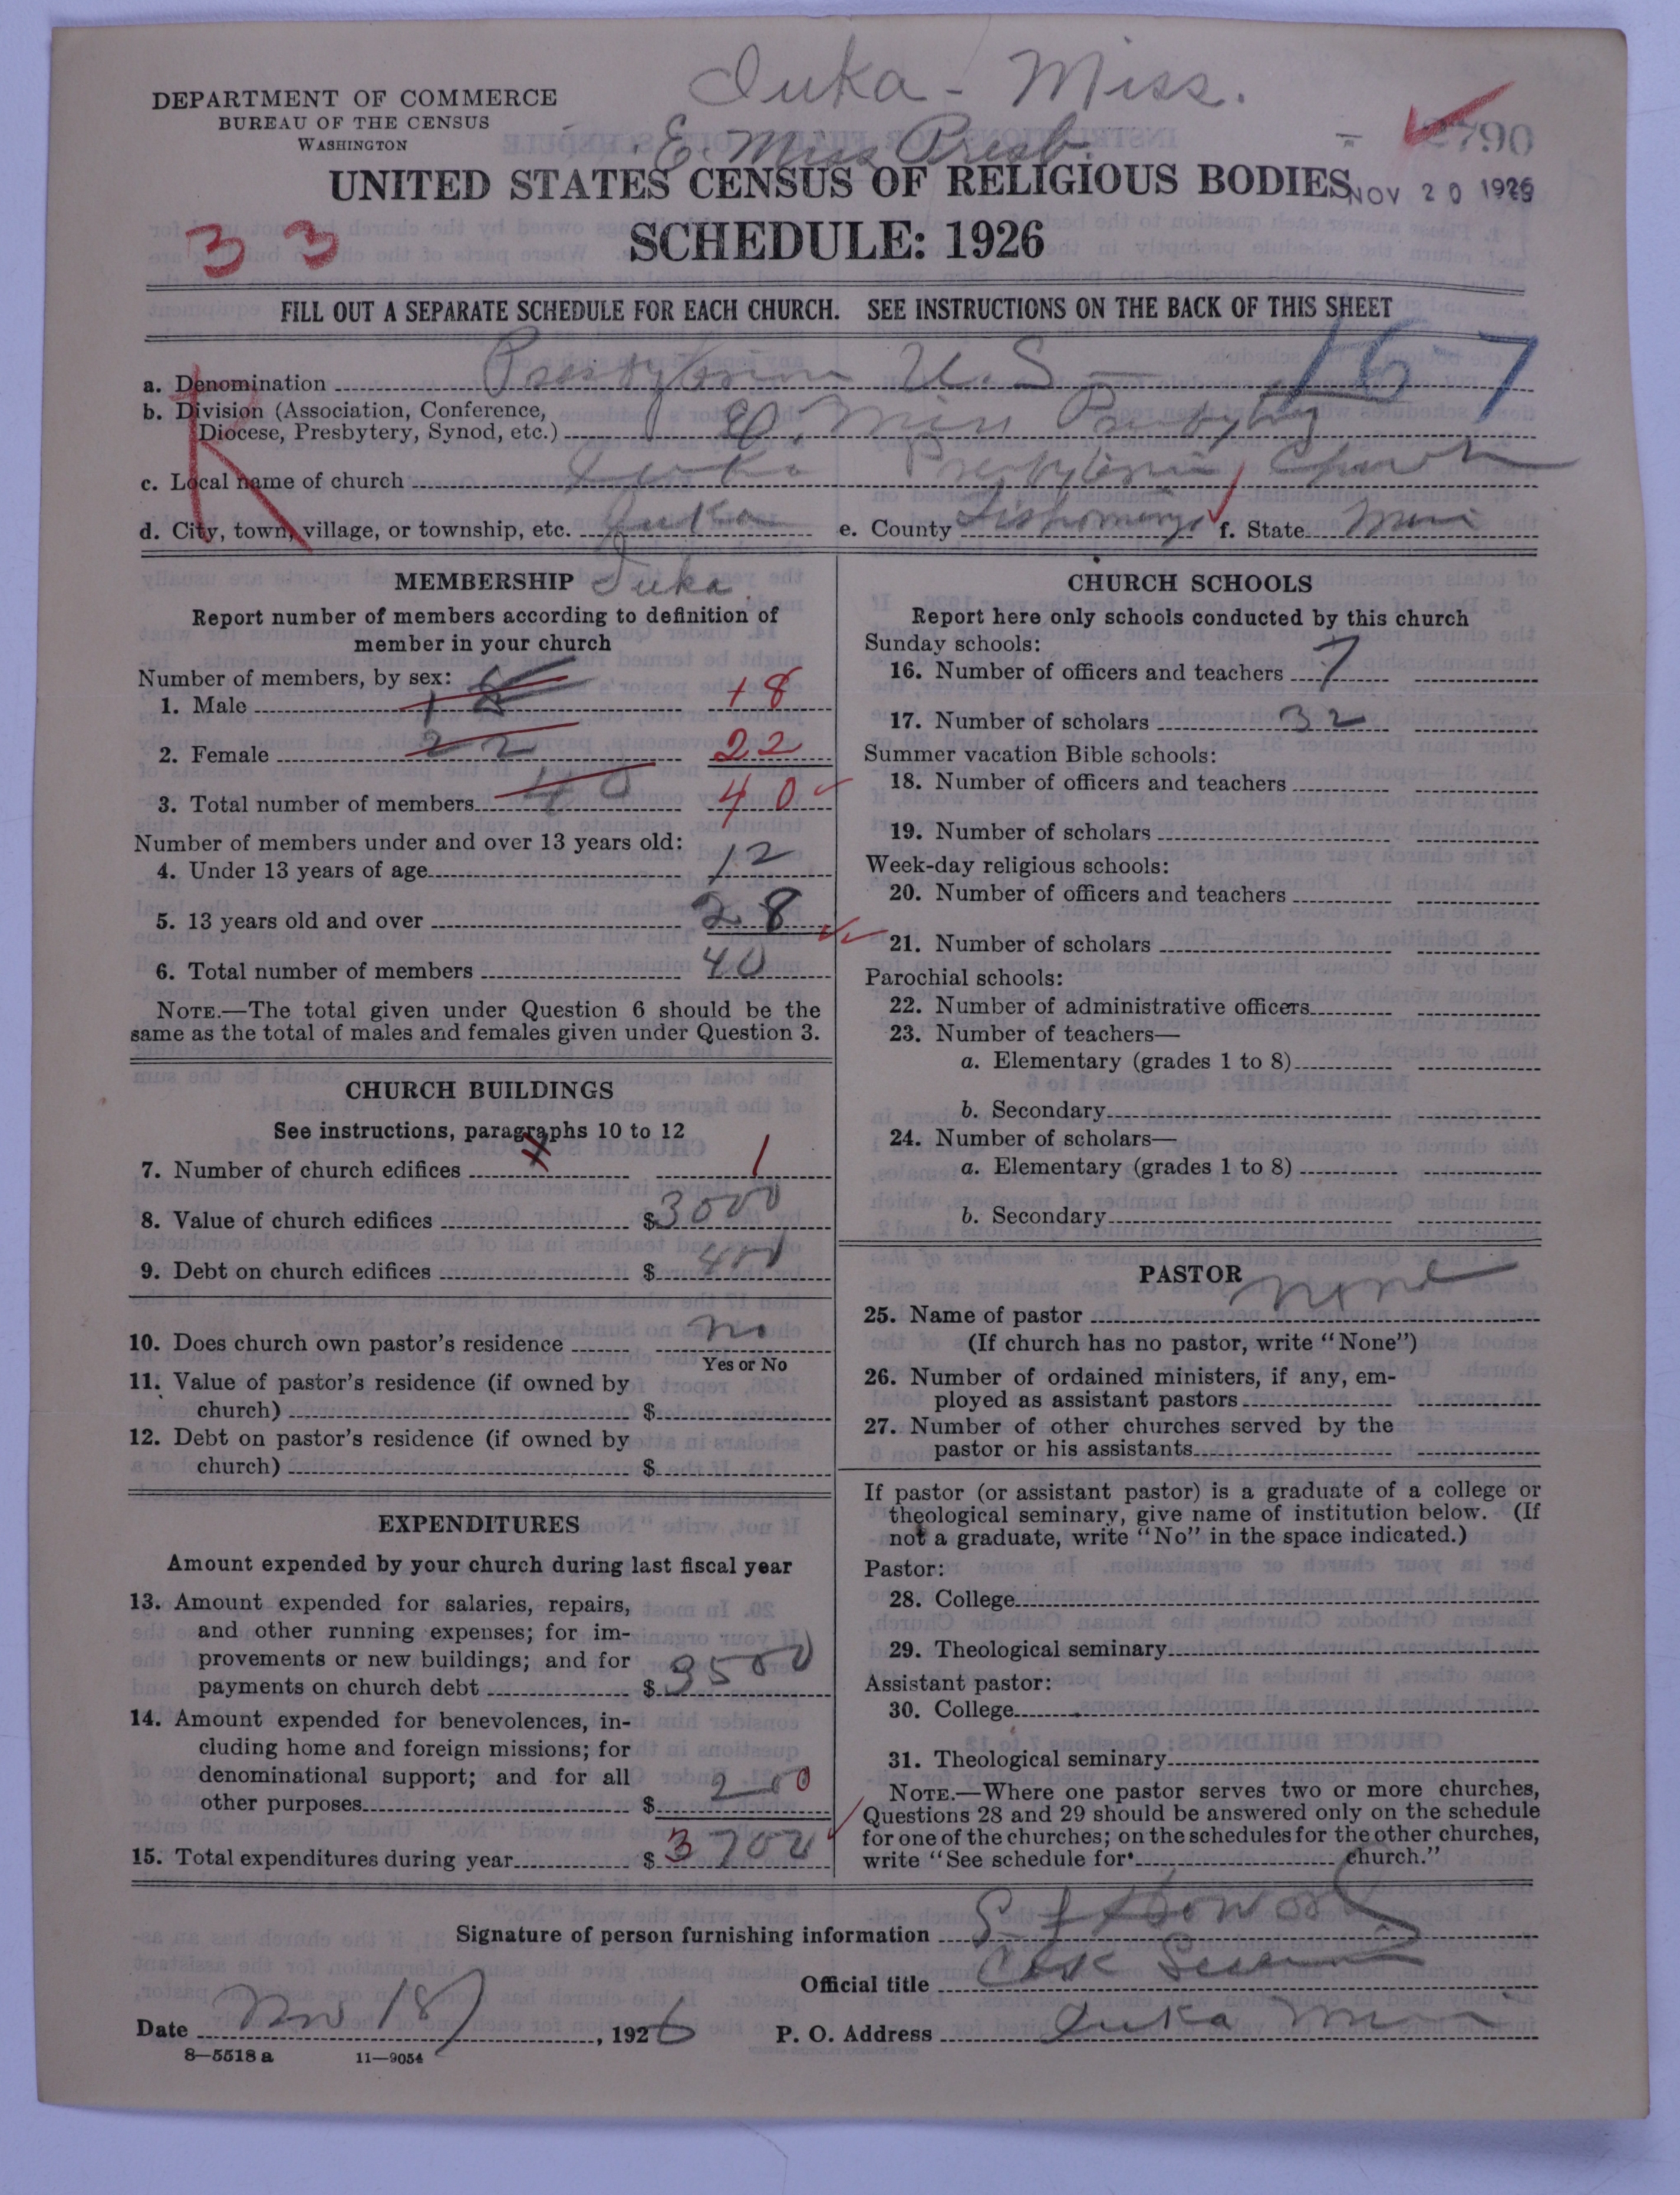 Iuka - Miss.
DEPARTMENT OF COMMERCE
BUREAU OF THE CENSUS
WASHINGTON
E. Miss Presb.
790
UNITED STATES CENSUS OF RELIGIOUS BODIES
NOV 20 1926
33
SCHEDULE: 1926
FILL OUT A SEPARATE SCHEDULE FOR EACH CHURCH. SEE INSTRUCTIONS ON THE BACK OF THIS SHEET
167
R
a. Denomination Presbyterian U.S.
b. Division (Association, Conference,
Diocese, Presbytery, Synod, etc.) E. Miss Presbytery
c. Local name of church Iuka Presbyterian Church
d. City, town, village, or township, etc. Iuka e. County Tishomingo f. State Miss
MEMBERSHIP Iuka
Report number of members according to definition of
member in your church
Number of members, by sex:
1. Male 18
2. Female 22 22
3. Total number of members 40 40
Number of members under and over 13 years old:
4. Under 13 years of age 12
5. 13 years old and over 28
6. Total number of members 40
NOTE.—The total given under Question 6 should be the
same as the total of males and females given under Question 3.
CHURCH BUILDINGS
See instructions, paragraphs 10 to 12
7. Number of church edifices 1
8. Value of church edifices $3000
9. Debt on church edifices $ 400
10. Does church own pastor's residence no
Yes or No
11. Value of pastor's residence (if owned by
church) $
12. Debt on pastor's residence (if owned by
church) $
EXPENDITURES
Amount expended by your church during last fiscal year
13. Amount expended for salaries, repairs,
and other running expenses; for im-
provements or new buildings; and for
payments on church debt $ 3500
14. Amount expended for benevolences, in-
cluding home and foreign missions; for
denominational support; and for all
other purposes $ 200
15. Total expenditures during year $ 3700
CHURCH SCHOOLS
Report here only schools conducted by this church
Sunday schools:
16. Number of officers and teachers 7
17. Number of scholars 32
Summer vacation Bible schools:
18. Number of officers and teachers
19. Number of scholars
Week-day religious schools:
20. Number of officers and teachers
21. Number of scholars
Parochial schools:
22. Number of administrative officers
23. Number of teachers—
a. Elementary (grades 1 to 8)
b. Secondary
24. Number of scholars—
a. Elementary (grades 1 to 8)
b. Secondary
PASTOR
25. Name of pastor none
(If church has no pastor, write "None")
26. Number of ordained ministers, if any, em-
ployed as assistant pastors
27. Number of other churches served by the
pastor or his assistants
If pastor (or assistant pastor) is a graduate of a college or
theological seminary, give name of institution below. (If
not a graduate, write "No" in the space indicated.)
Pastor:
28. College
29. Theological seminary
Assistant pastor:
30. College
31. Theological seminary
NOTE.—Where one pastor serves two or more churches,
Questions 28 and 29 should be answered only on the schedule
for one of the churches; on the schedules for the other churches,
write "See schedule for church."
Signature of person furnishing information
Official title Clerk
Date Nov 18, 1926 P. O. Address Iuka Miss
8—5518 a 11—9054